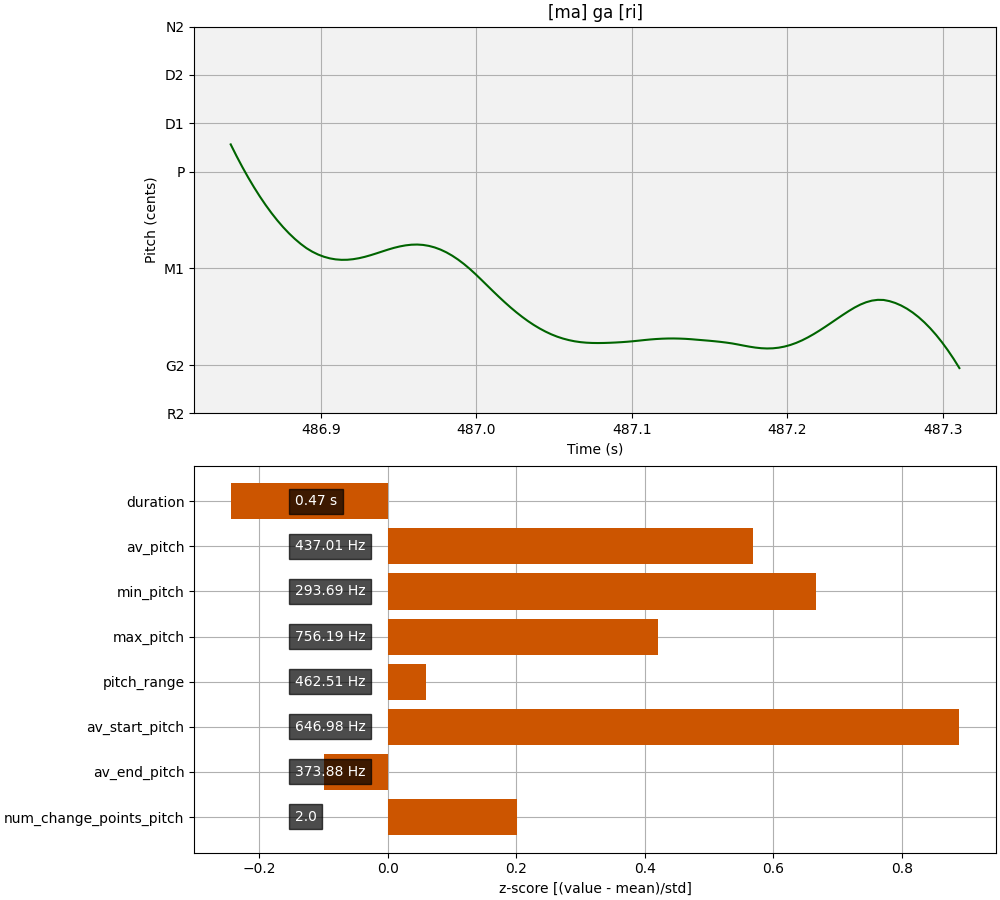 [ma] ga [ri]
N2
D2
D1
P
M1
G2
R2
Pitch (cents)
486.9 487.0 487.1 487.2 487.3
Time (s)
duration 0.47 s
av_pitch 437.01 Hz
min_pitch 293.69 Hz
max_pitch 756.19 Hz
pitch_range 462.51 Hz
av_start_pitch 646.98 Hz
av_end_pitch 373.88 Hz
num_change_points_pitch 2.0
−0.2 0.0 0.2 0.4 0.6 0.8
z-score [(value - mean)/std]